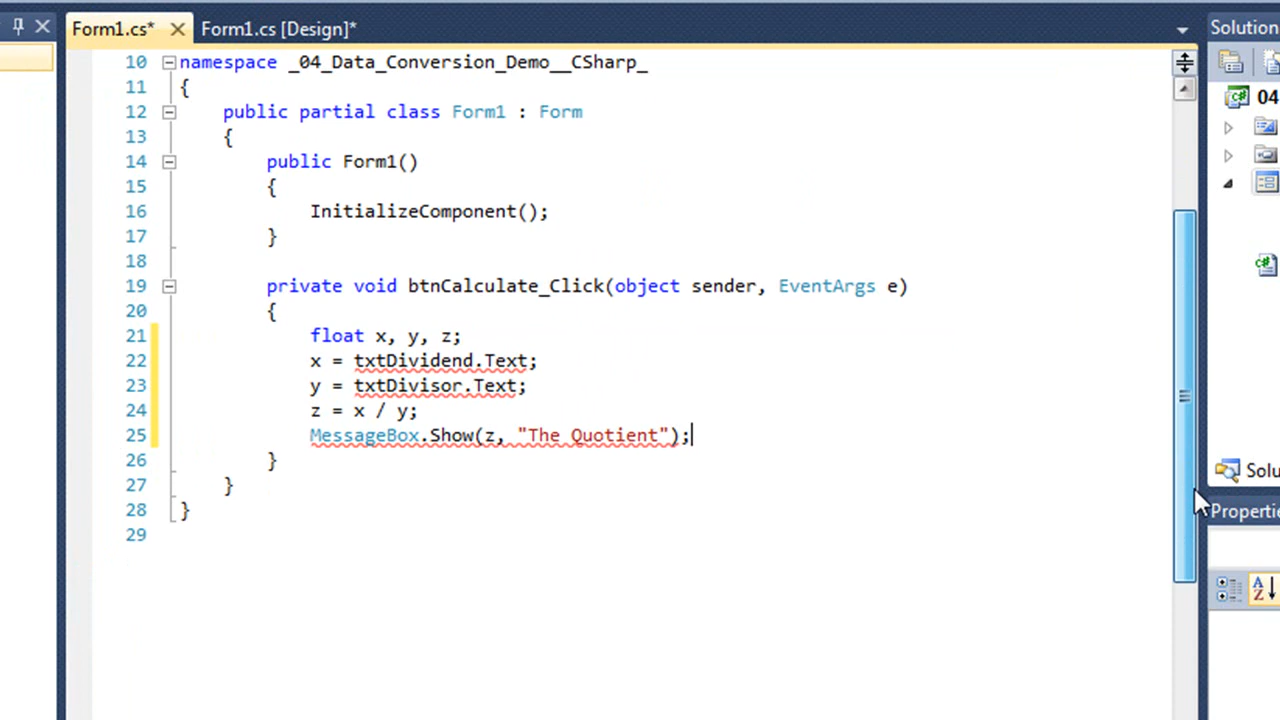 Form1.cs* Form1.cs [Design]* Solution
10 namespace _04_Data_Conversion_Demo__CSharp_
11 {
12 public partial class Form1 : Form
13 {
14 public Form1()
15 {
16 InitializeComponent();
17 }
18
19 private void btnCalculate_Click(object sender, EventArgs e)
20 {
21 float x, y, z;
22 x = txtDividend.Text;
23 y = txtDivisor.Text;
24 z = x / y;
25 MessageBox.Show(z, "The Quotient");
26 }
27 }
28 }
29
04
C#
C#
Solu
Propertie
A
Z